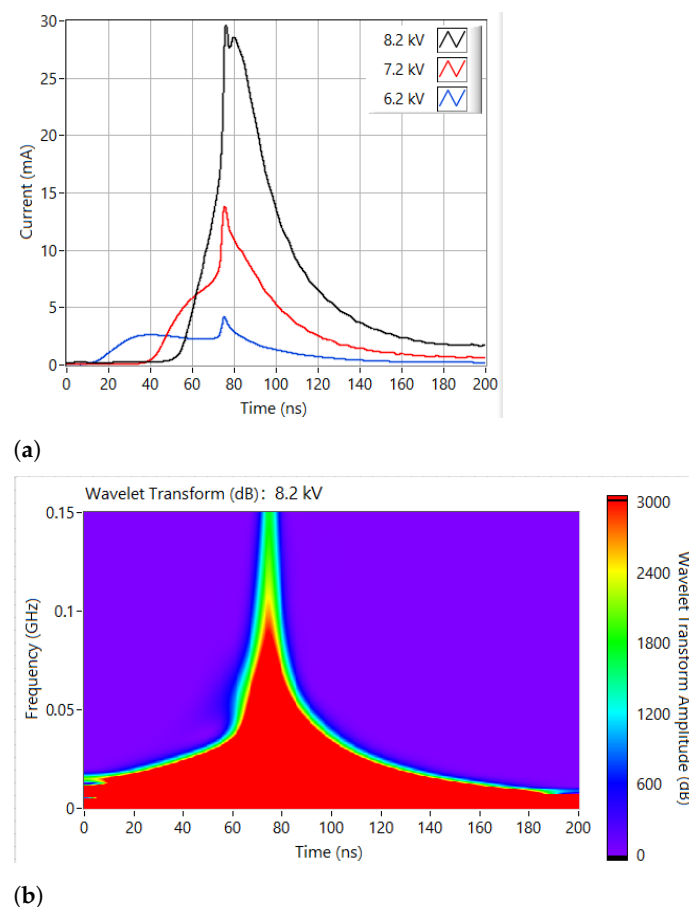 30
25
20
15
10
5
0
Current (mA)
8.2 kV
7.2 kV
6.2 kV
0 20 40 60 80 100 120 140 160 180 200
Time (ns)
(a)
Wavelet Transform (dB): 8.2 kV
0.15
0.1
0.05
0
Frequency (GHz)
0 20 40 60 80 100 120 140 160 180 200
Time (ns)
3000
2400
1800
1200
600
0
Wavelet Transform Amplitude (dB)
(b)